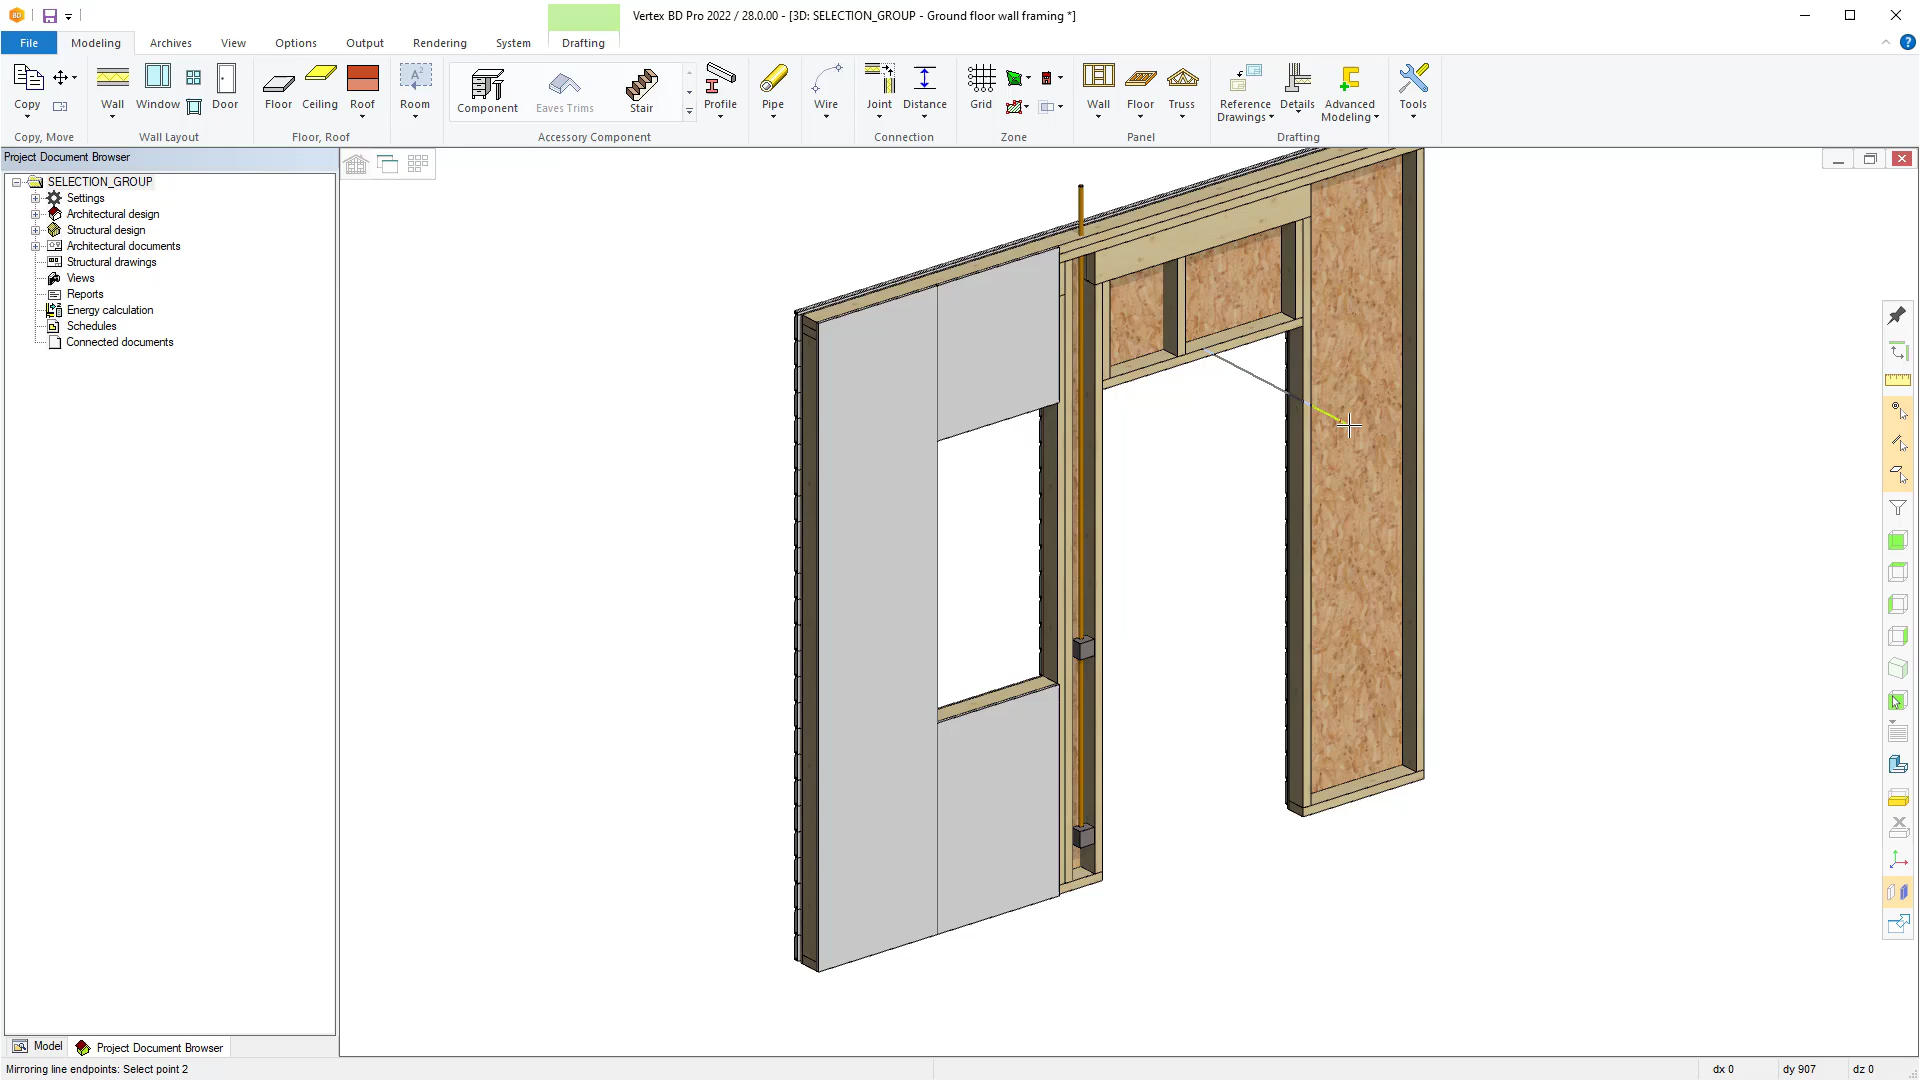 BD
Vertex BD Pro 2022 / 28.0.00 - [3D: SELECTION_GROUP - Ground floor wall framing *]
File Modeling Archives View Options Output Rendering System Drafting
Copy Wall Window Door Floor Ceiling Roof Room Component Eaves Trims Stair Profile Pipe Wire Joint Distance Grid Wall Floor Truss Reference Drawings Details Advanced Modeling Tools
Copy, Move Wall Layout Floor, Roof Accessory Component Connection Zone Panel Drafting
Project Document Browser
SELECTION_GROUP
Settings
Architectural design
Structural design
Architectural documents
Structural drawings
Views
Reports
Energy calculation
Schedules
Connected documents
Model Project Document Browser
Mirroring line endpoints: Select point 2 dx 0 dy 907 dz 0